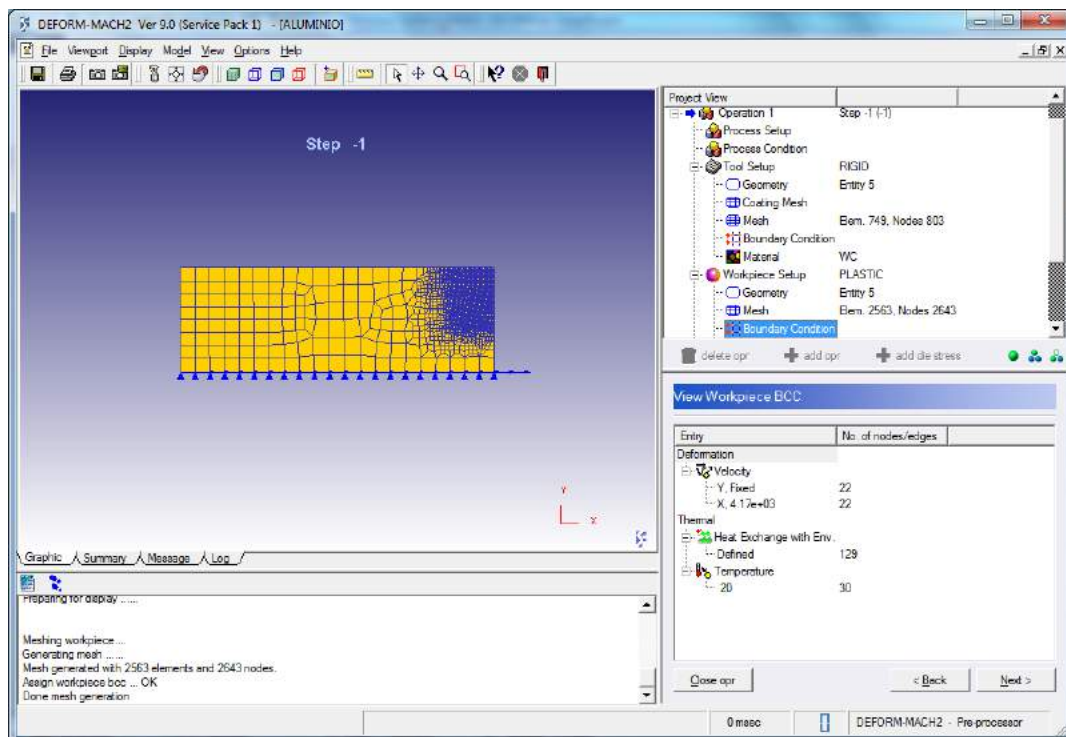 DEFORM-MACH2 Ver 9.0 (Service Pack 1) - [ALUMINIO]
File Viewport Display Model View Options Help
Step -1
Y
X
Graphic Summary Message Log
Preparing for display ......
Meshing workpiece ...
Generating mesh ......
Mesh generated with 2563 elements and 2643 nodes.
Assign workpiece bcc ... OK
Done mesh generation
Project View
Operation 1 Step -1 (-1)
Process Setup
Process Condition
Tool Setup RIGID
Geometry Entity 5
Coating Mesh
Mesh Elem. 749, Nodes 803
Boundary Condition
Material WC
Workpiece Setup PLASTIC
Geometry Entity 5
Mesh Elem. 2563, Nodes 2643
Boundary Condition
delete opr add opr add die stress
View Workpiece BCC
Entry No. of nodes/edges
Deformation
Velocity
Y, Fixed 22
X, 4.17e+03 22
Thermal
Heat Exchange with Env.
Defined 129
Temperature
20 30
Close opr < Back Next >
0 msec DEFORM-MACH2 - Pre-processor